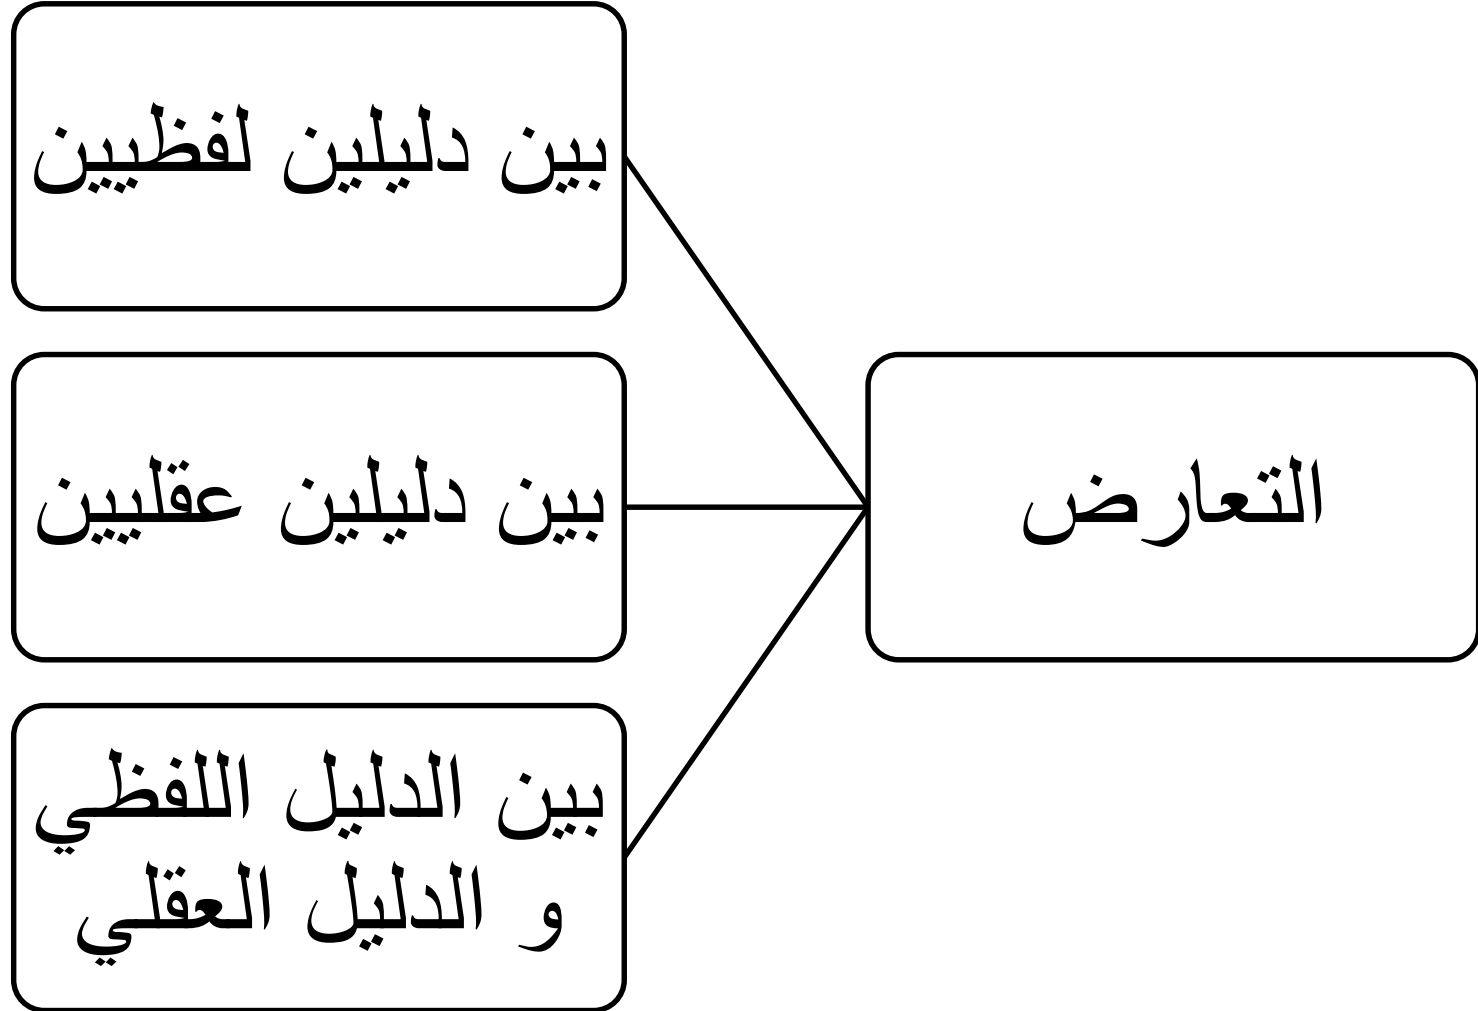 التعارض
بين دليلين لفظيين
بين دليلين عقليين
بين الدليل اللفظي
و الدليل العقلي